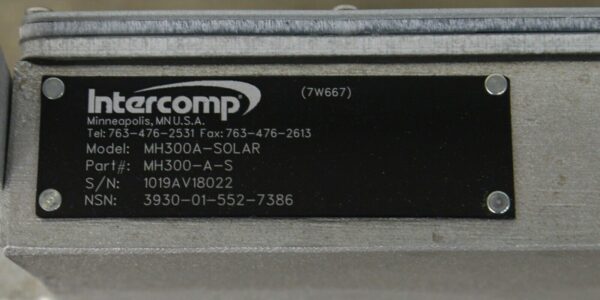 Intercomp® (7W667)
Minneapolis, MN U.S.A.
Tel: 763-476-2531 Fax: 763-476-2613
Model: MH300A-SOLAR
Part#: MH300-A-S
S/N: 1019AV18022
NSN: 3930-01-552-7386